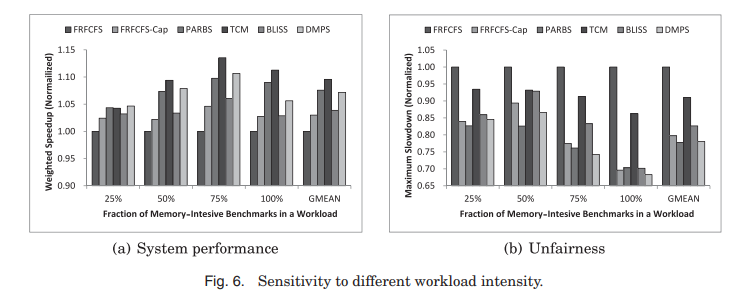 FRFCFS FRFCFS-Cap PARBS TCM BLISS DMPS
Weighted Speedup (Normailized)
1.15
1.10
1.05
1.00
0.95
0.90
25% 50% 75% 100% GMEAN
Fraction of Memory-Intesive Benchmarks in a Workload
(a) System performance
FRFCFS FRFCFS-Cap PARBS TCM BLISS DMPS
Maximum Slowdown (Normalized)
1.05
1.00
0.95
0.90
0.85
0.80
0.75
0.70
0.65
25% 50% 75% 100% GMEAN
Fraction of Memory-Intesive Benchmarks in a Workload
(b) Unfairness
Fig. 6. Sensitivity to different workload intensity.